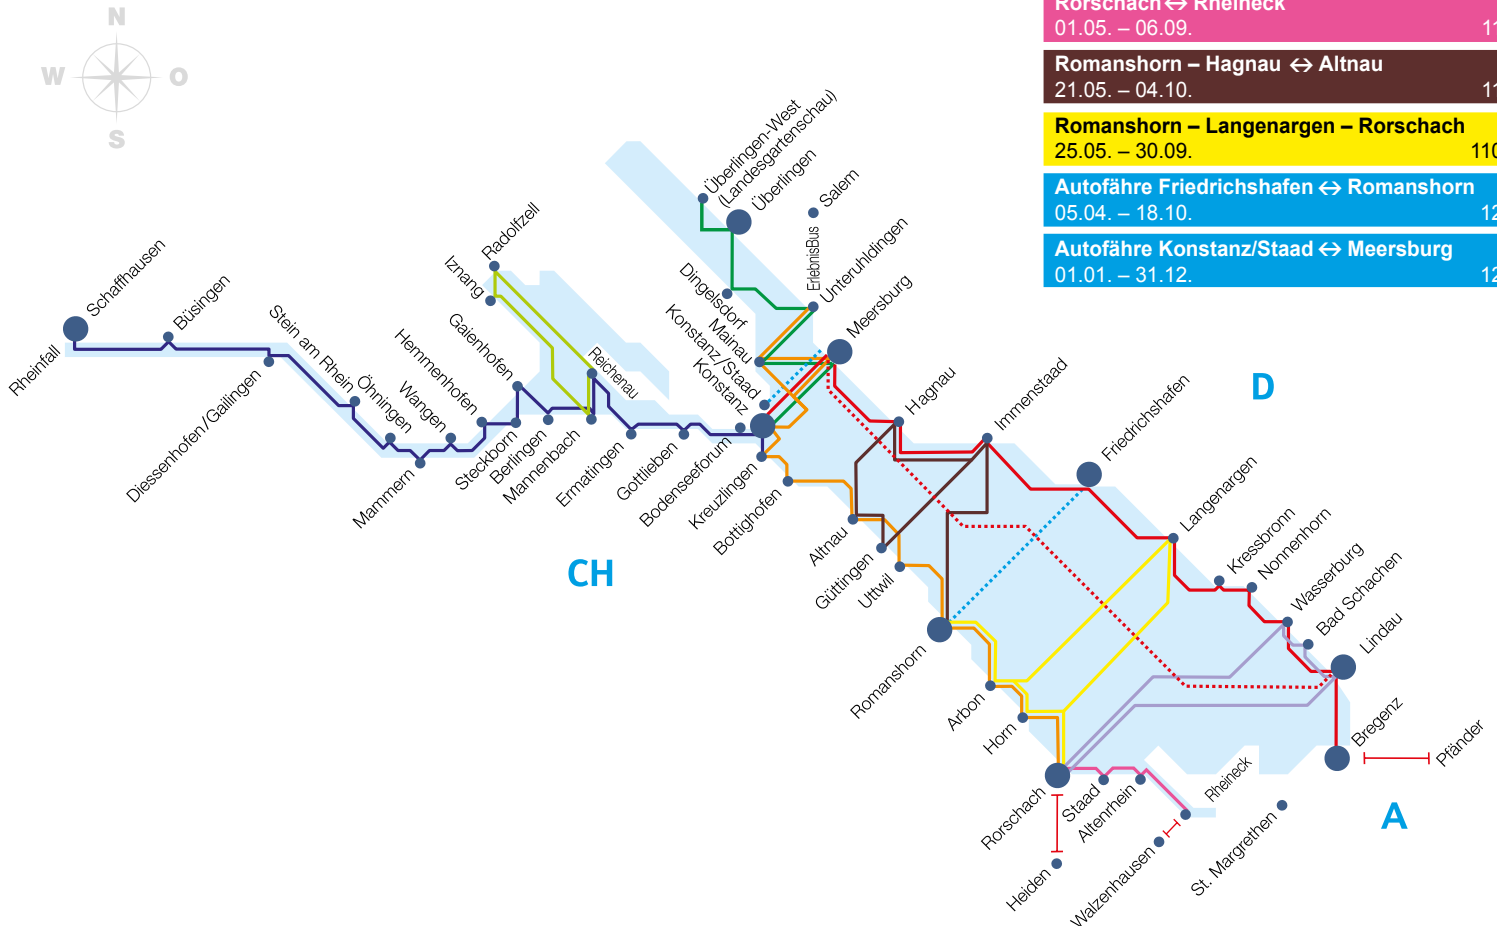 N
W O
S
Rorschach ↔ Rheineck
01.05. – 06.09.
Romanshorn – Hagnau ↔ Altnau
21.05. – 04.10.
Romanshorn – Langenargen – Rorschach
25.05. – 30.09.
Autofähre Friedrichshafen ↔ Romanshorn
05.04. – 18.10.
Autofähre Konstanz/Staad ↔ Meersburg
01.01. – 31.12.
Überlingen-West
(Landesgartenschau)
Überlingen
Salem
ErlebnisBus
Unteruhldingen
Meersburg
Dingelsdorf
Mainau
Konstanz/Staad
Konstanz
Radolfzell
Iznang
Schaffhausen
Rheinfall
Büsingen
Diessenhofen/Gailingen
Stein am Rhein
Öhningen
Mammern
Wangen
Hemmenhofen
Gaienhofen
Steckborn
Berlingen
Mannenbach
Reichenau
Ermatingen
Gottlieben
Bodenseeforum
Kreuzlingen
Bottighofen
Altnau
Güttingen
Uttwil
Hagnau
Immenstaad
Friedrichshafen
Langenargen
Kressbronn
Nonnenhorn
Wasserburg
Bad Schachen
Lindau
Bregenz
Pfänder
Romanshorn
Arbon
Horn
Rorschach
Staad
Altenrhein
Rheineck
Heiden
Walzenhausen
St. Margrethen
D
CH
A